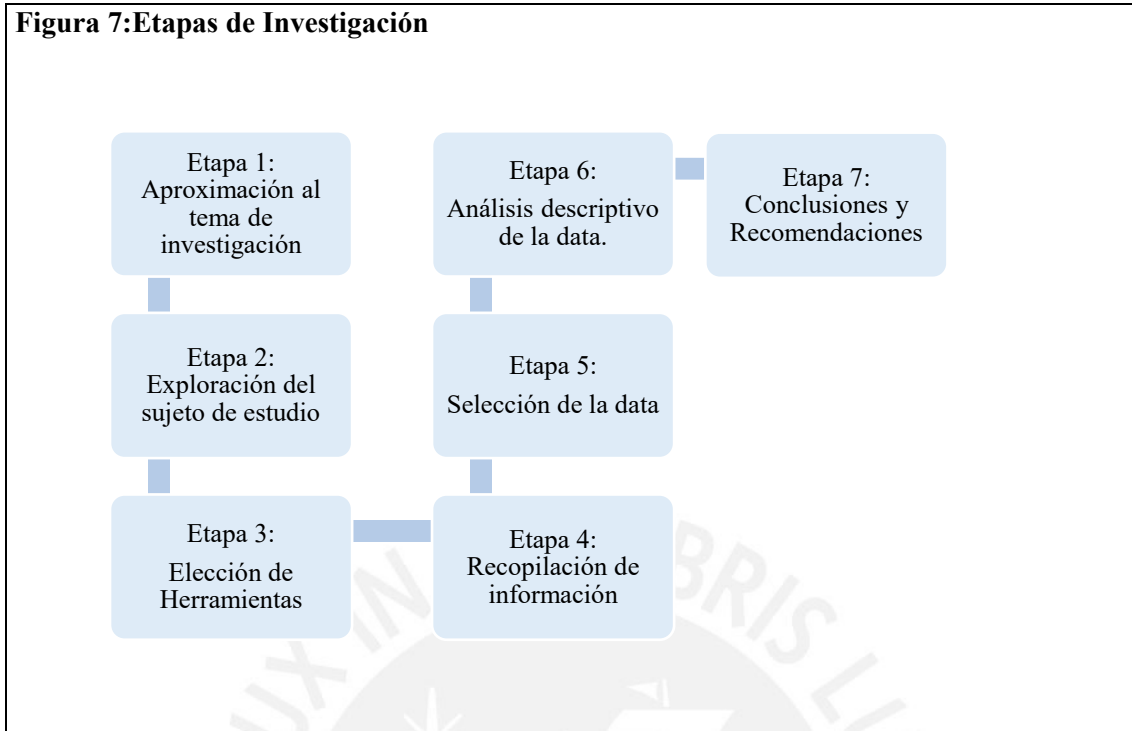 Figura 7:Etapas de Investigación
Etapa 1:
Aproximación al
tema de
investigación
Etapa 2:
Exploración del
sujeto de estudio
Etapa 3:
Elección de
Herramientas
Etapa 4:
Recopilación de
información
Etapa 5:
Selección de la data
Etapa 6:
Análisis descriptivo
de la data.
Etapa 7:
Conclusiones y
Recomendaciones